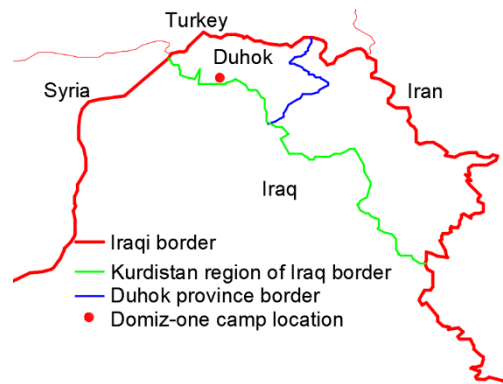 Turkey
Duhok
Syria
Iran
Iraq
Iraqi border
Kurdistan region of Iraq border
Duhok province border
Domiz-one camp location